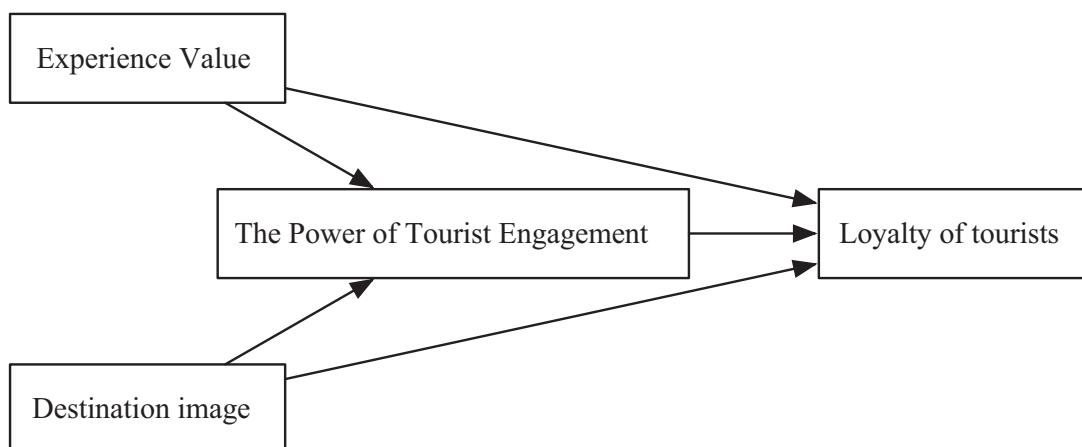 Experience Value
The Power of Tourist Engagement
Loyalty of tourists
Destination image